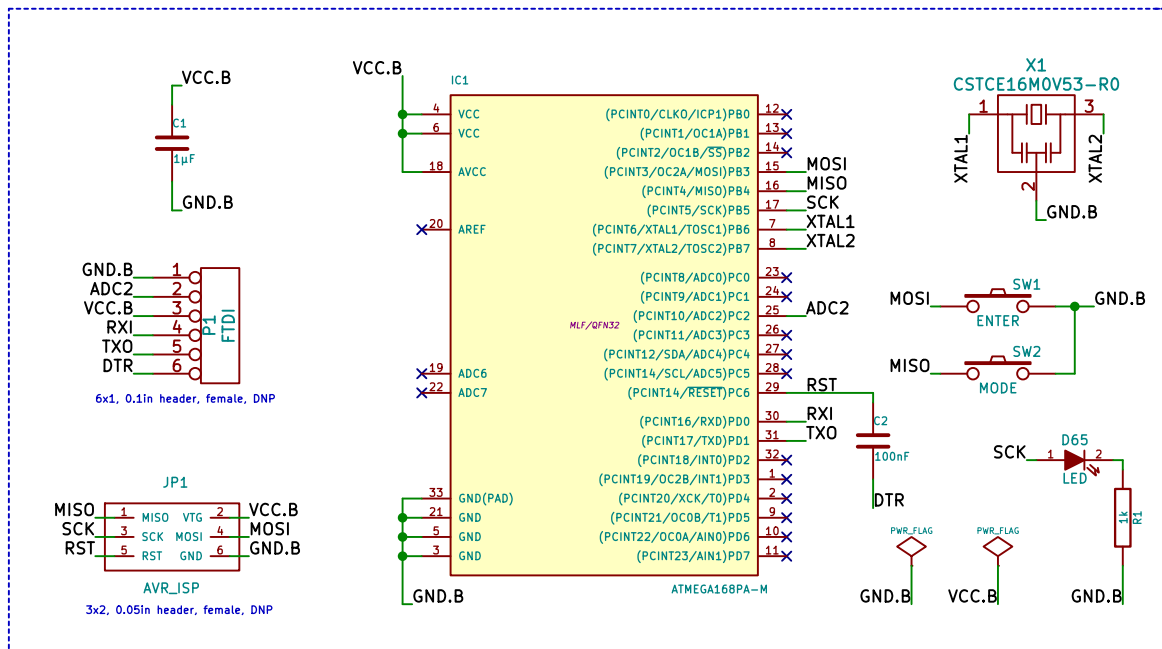 VCC.B
C1
1µF
GND.B
GND.B 1
ADC2 2
VCC.B 3
RXI 4
TXO 5
DTR 6
P1
FTDI
6x1, 0.1in header, female, DNP
JP1
MISO 1 MISO VTG 2 VCC.B
SCK 3 SCK MOSI 4 MOSI
RST 5 RST GND 6 GND.B
AVR_ISP
3x2, 0.05in header, female, DNP
VCC.B
IC1
4 VCC
6 VCC
18 AVCC
20 AREF
19 ADC6
22 ADC7
33 GND(PAD)
21 GND
5 GND
3 GND
GND.B
MLF/QFN32
(PCINT0/CLKO/ICP1)PB0 12
(PCINT1/OC1A)PB1 13
(PCINT2/OC1B/SS)PB2 14
(PCINT3/OC2A/MOSI)PB3 15 MOSI
(PCINT4/MISO)PB4 16 MISO
(PCINT5/SCK)PB5 17 SCK
(PCINT6/XTAL1/TOSC1)PB6 7 XTAL1
(PCINT7/XTAL2/TOSC2)PB7 8 XTAL2
(PCINT8/ADC0)PC0 23
(PCINT9/ADC1)PC1 24
(PCINT10/ADC2)PC2 25 ADC2
(PCINT11/ADC3)PC3 26
(PCINT12/SDA/ADC4)PC4 27
(PCINT14/SCL/ADC5)PC5 28
(PCINT14/RESET)PC6 29 RST
(PCINT16/RXD)PD0 30 RXI
(PCINT17/TXD)PD1 31 TXO
(PCINT18/INT0)PD2 32
(PCINT19/OC2B/INT1)PD3 1
(PCINT20/XCK/T0)PD4 2
(PCINT21/OC0B/T1)PD5 9
(PCINT22/OC0A/AIN0)PD6 10
(PCINT23/AIN1)PD7 11
ATMEGA168PA-M
C2
100nF
DTR
X1
CSTCE16M0V53-R0
1 3
XTAL1
XTAL2
2
GND.B
MOSI SW1 GND.B
ENTER
MISO SW2
MODE
SCK 1 D65 2
LED
1k R1
GND.B
PWR_FLAG
GND.B
PWR_FLAG
VCC.B